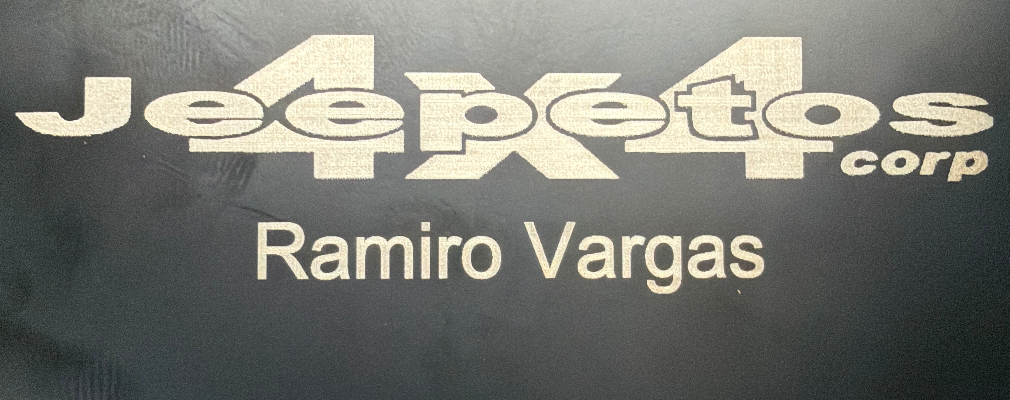 4x4
Jeepetos
corp
Ramiro Vargas